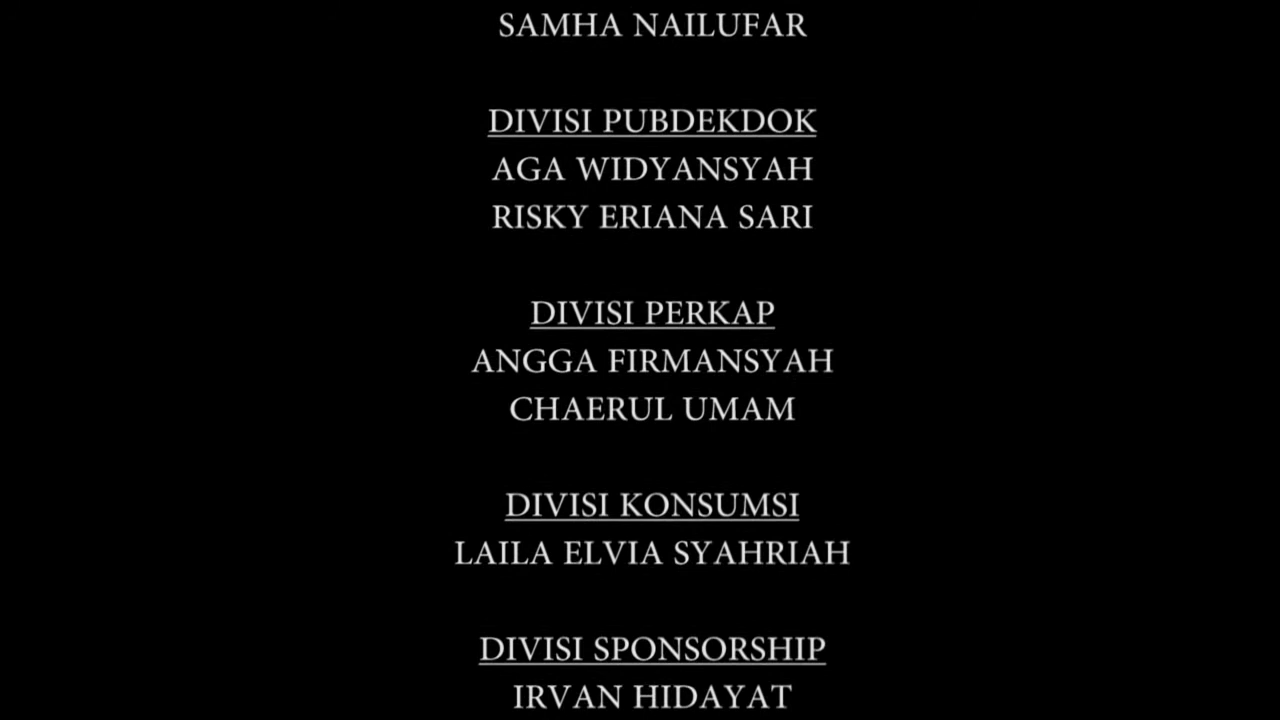 SAMHA NAILUFAR
DIVISI PUBDEKDOK
AGA WIDYANSYAH
RISKY ERIANA SARI
DIVISI PERKAP
ANGGA FIRMANSYAH
CHAERUL UMAM
DIVISI KONSUMSI
LAILA ELVIA SYAHRIAH
DIVISI SPONSORSHIP
IRVAN HIDAYAT